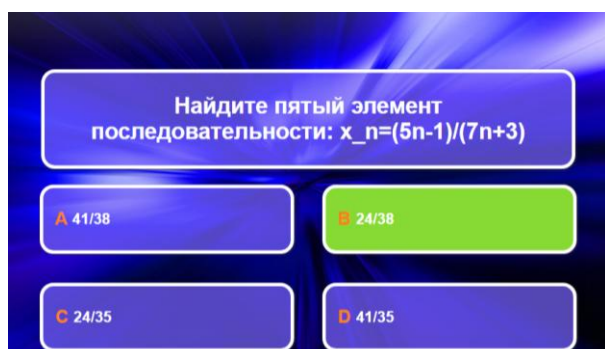 Найдите пятый элемент
последовательности: x_n=(5n-1)/(7n+3)
A 41/38
B 24/38
C 24/35
D 41/35